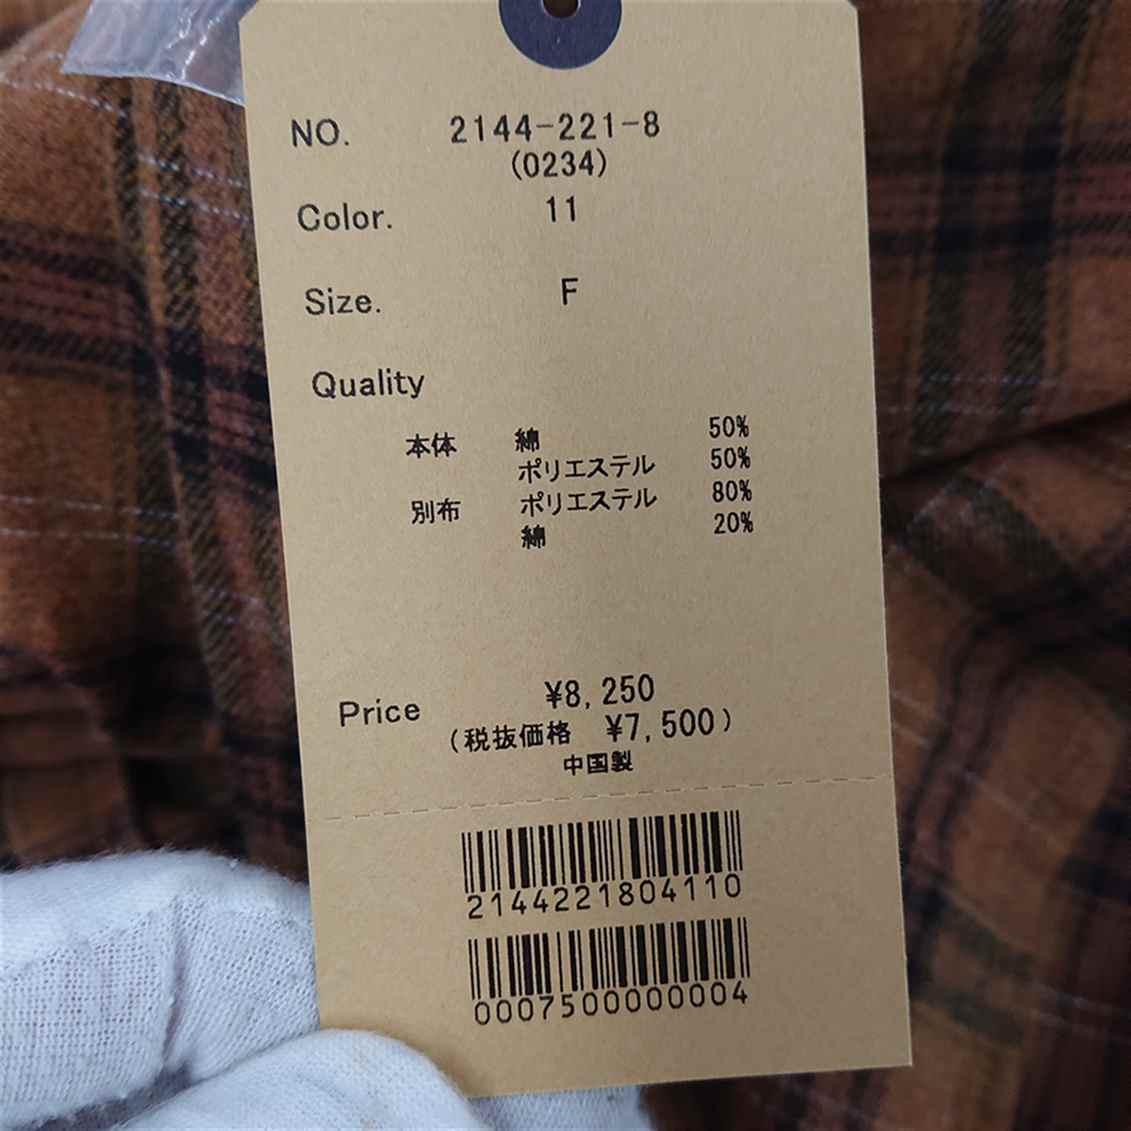 NO. 2144-221-8
(0234)
Color. 11
Size. F
Quality
本体 綿 50%
ポリエステル 50%
別布 ポリエステル 80%
綿 20%
Price ¥8,250
(税抜価格 ¥7,500)
中国製
2144221804110
0007500000004